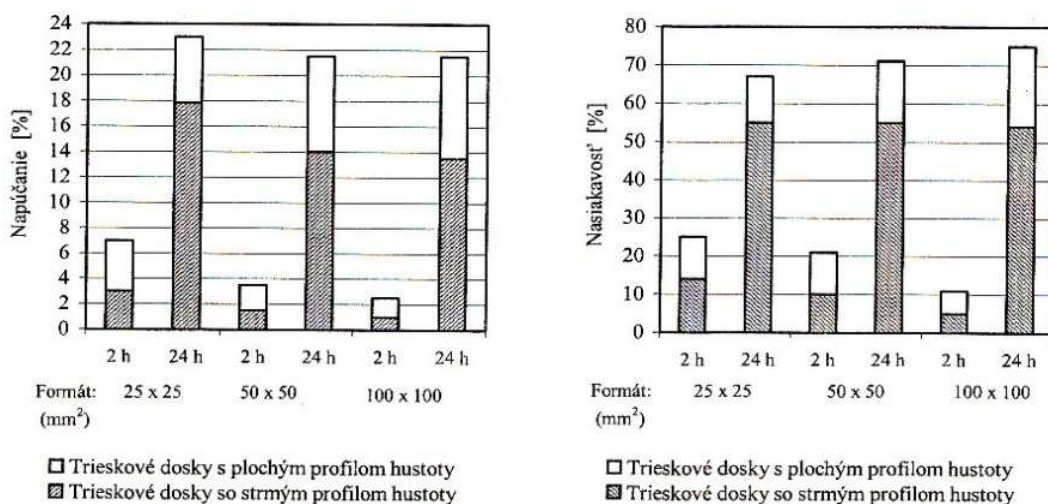 Napúčanie [%]
24
22
20
18
16
14
12
10
8
6
4
2
0
2 h 24 h 2 h 24 h 2 h 24 h
Formát: 25 x 25 50 x 50 100 x 100
(mm²)
Trieskové dosky s plochým profilom hustoty
Trieskové dosky so strmým profilom hustoty
Nasiakavosť [%]
80
70
60
50
40
30
20
10
0
2 h 24 h 2 h 24 h 2 h 24 h
Formát: 25 x 25 50 x 50 100 x 100
(mm²)
Trieskové dosky s plochým profilom hustoty
Trieskové dosky so strmým profilom hustoty